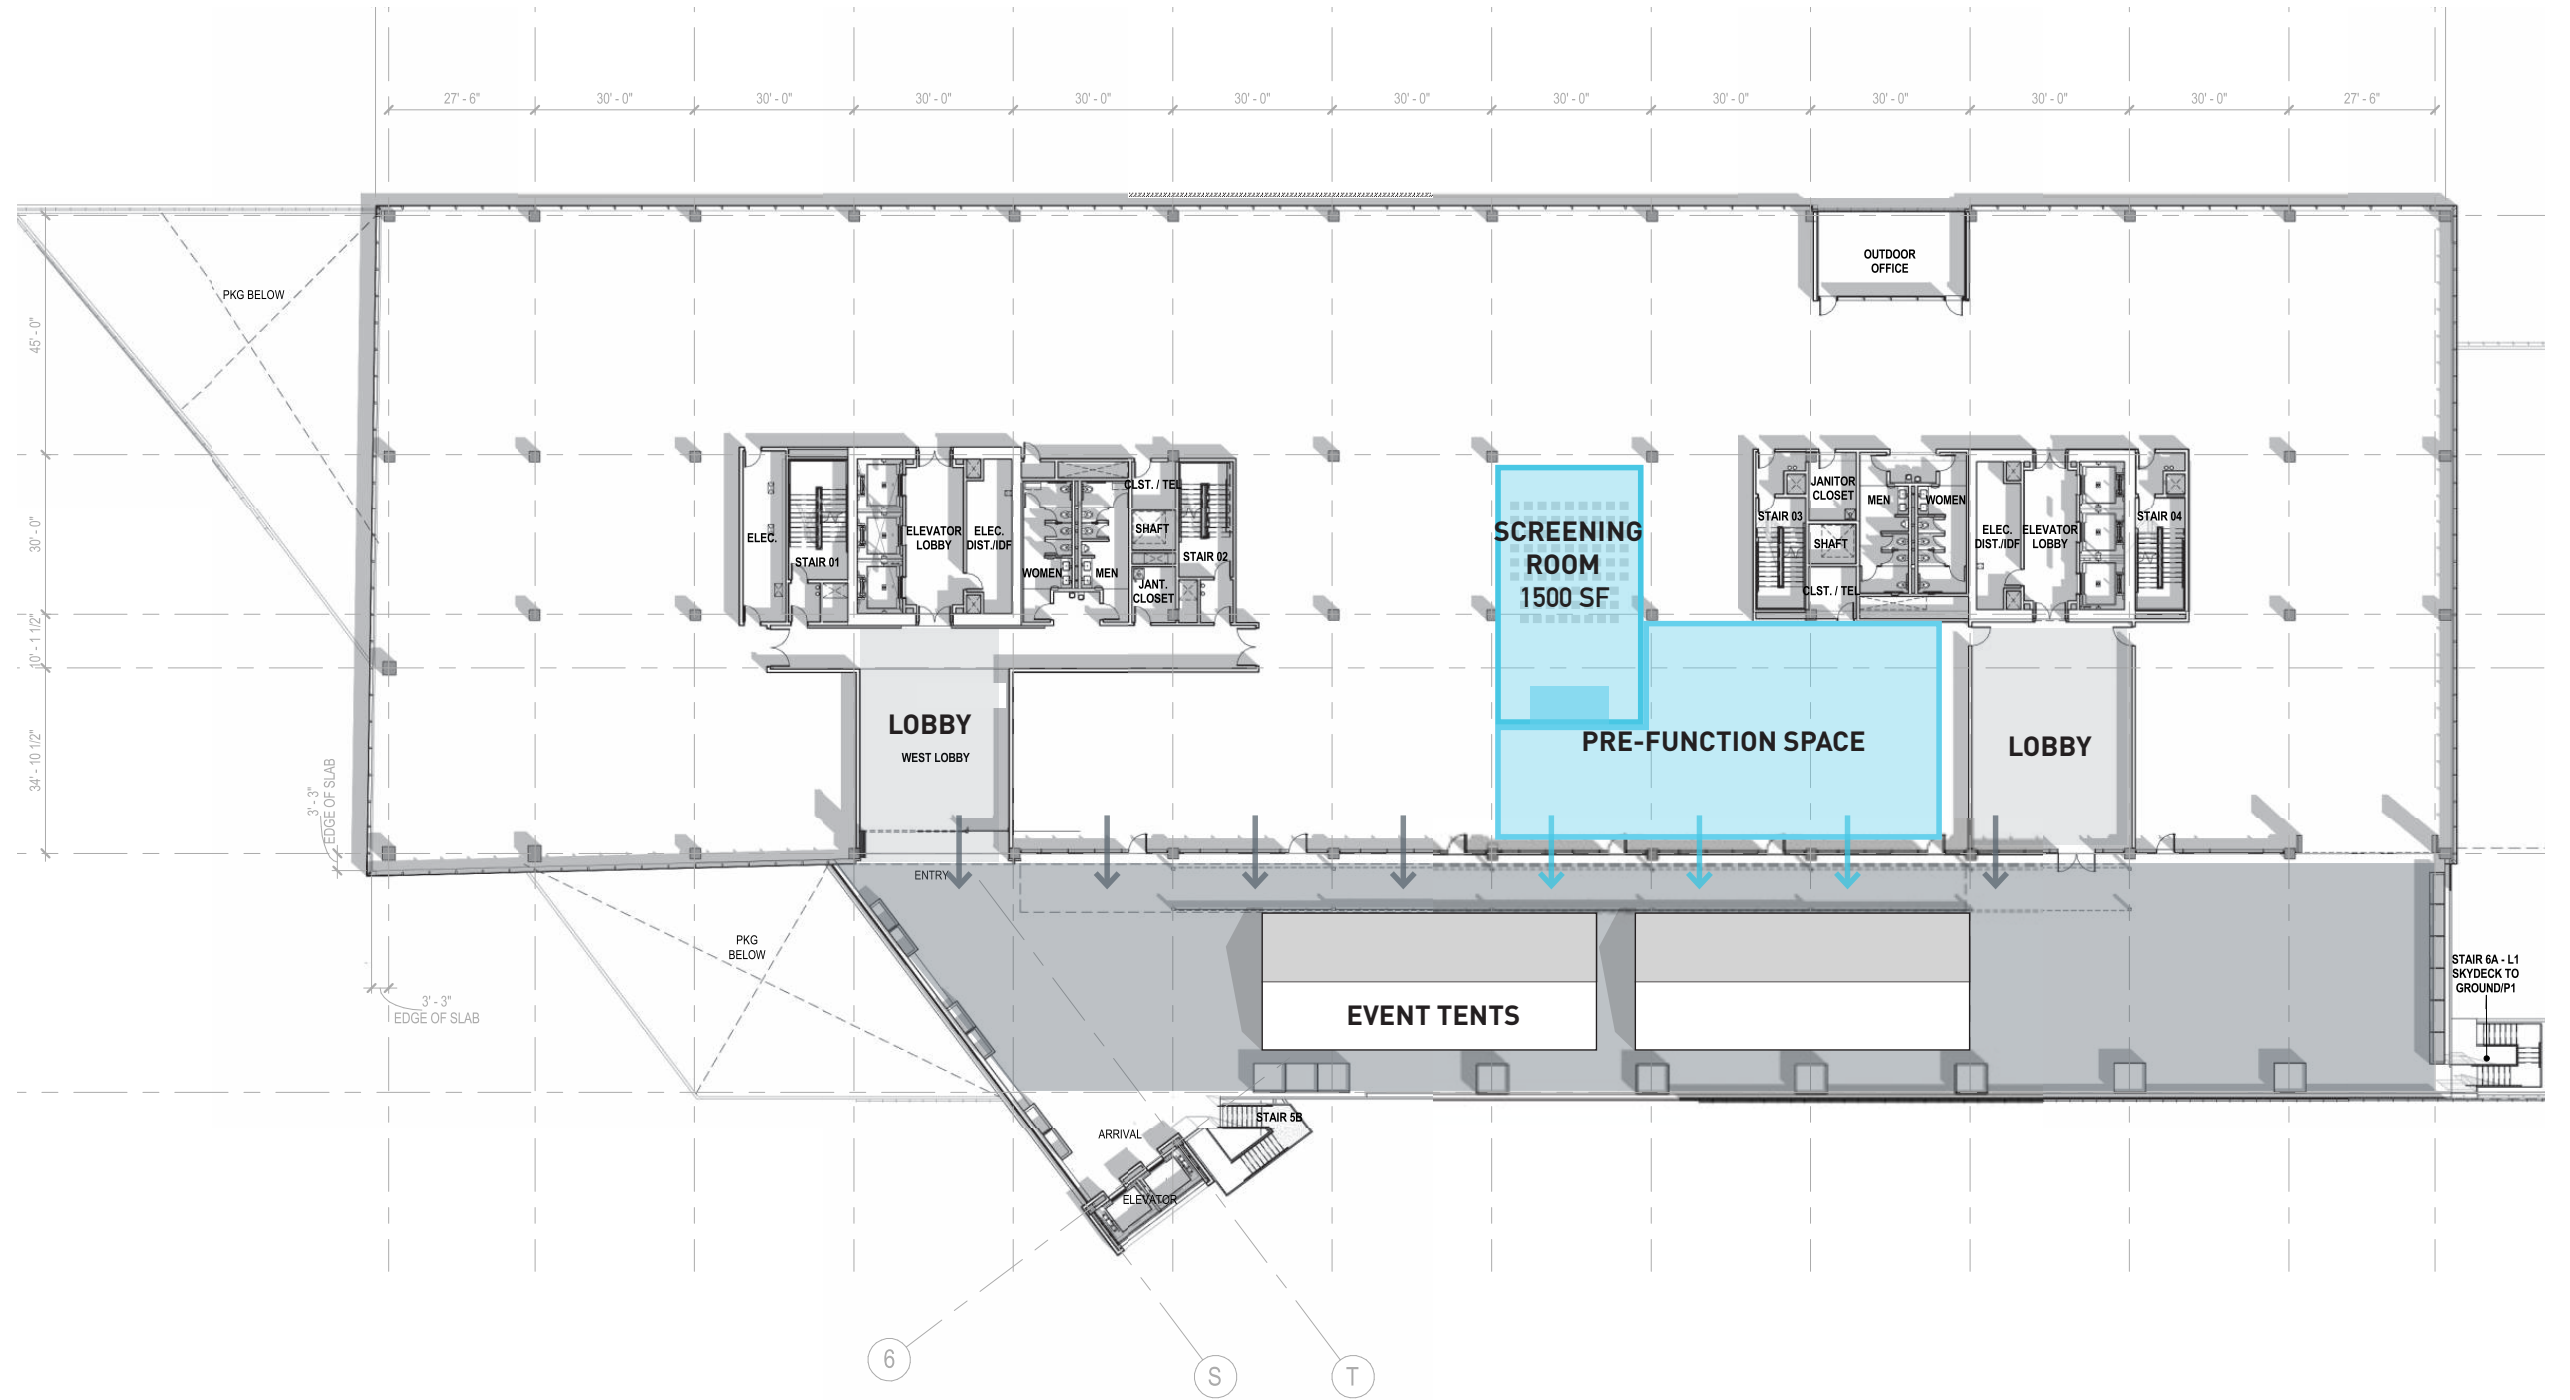 27' - 6"
30' - 0"
30' - 0"
30' - 0"
30' - 0"
30' - 0"
30' - 0"
30' - 0"
30' - 0"
30' - 0"
30' - 0"
30' - 0"
27' - 6"
OUTDOOR
OFFICE
PKG BELOW
45' - 0"
30' - 0"
10' - 1 1/2"
34' - 10 1/2"
3' - 3"
EDGE OF SLAB
ELEC.
STAIR 01
ELEVATOR
LOBBY
ELEC.
DIST./IDF
WOMEN
MEN
CLST. / TEL
SHAFT
JANT.
CLOSET
STAIR 02
SCREENING
ROOM
1500 SF
STAIR 03
JANITOR
CLOSET
SHAFT
CLST. / TEL
MEN
WOMEN
ELEC.
DIST./IDF
ELEVATOR
LOBBY
STAIR 04
LOBBY
WEST LOBBY
PRE-FUNCTION SPACE
LOBBY
ENTRY
PKG
BELOW
3' - 3"
EDGE OF SLAB
EVENT TENTS
STAIR 6A - L1
SKYDECK TO
GROUND/P1
STAIR 5B
ARRIVAL
ELEVATOR
6
S
T